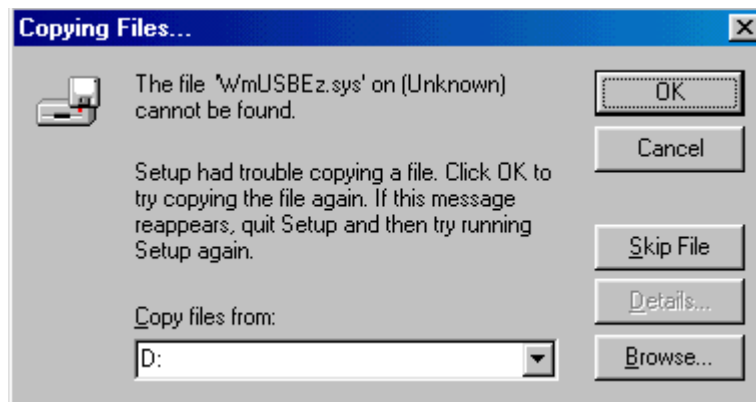 Copying Files...
The file 'WmUSBEz.sys' on (Unknown)
cannot be found.
Setup had trouble copying a file. Click OK to
try copying the file again. If this message
reappears, quit Setup and then try running
Setup again.
Copy files from:
D:
OK
Cancel
Skip File
Details...
Browse...